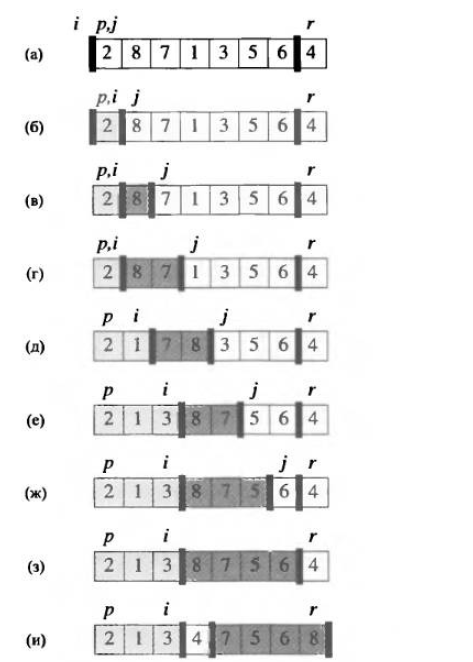 i p,j r
(а) 2 8 7 1 3 5 6 4
p,i j r
(б) 2 8 7 1 3 5 6 4
p,i j r
(в) 2 8 7 1 3 5 6 4
p,i j r
(г) 2 8 7 1 3 5 6 4
p i j r
(д) 2 1 7 8 3 5 6 4
p i j r
(е) 2 1 3 8 7 5 6 4
p i j r
(ж) 2 1 3 8 7 5 6 4
p i r
(з) 2 1 3 8 7 5 6 4
p i r
(и) 2 1 3 4 7 5 6 8